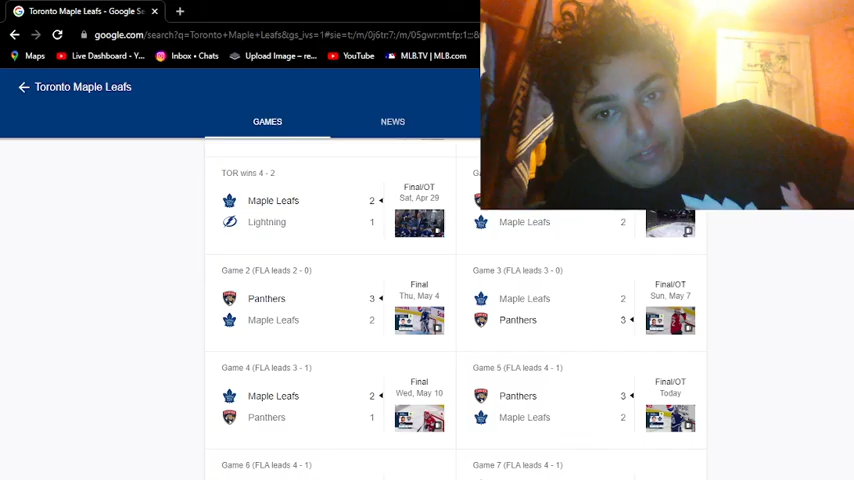 Toronto Maple Leafs - Google Se
google.com/search?q=Toronto+Maple+Leafs&gs_ivs=1#sie=t;/m/0j6tr;7;/m/05gwr;mt;fp;1;;;&
Maps
Live Dashboard - Y...
Inbox • Chats
Upload Image – re...
YouTube
MLB.TV | MLB.com
Toronto Maple Leafs
GAMES
NEWS
TOR wins 4 - 2
Maple Leafs 2
Lightning 1
Final/OT
Sat, Apr 29
Maple Leafs 2
Game 2 (FLA leads 2 - 0)
Panthers 3
Maple Leafs 2
Final
Thu, May 4
Game 3 (FLA leads 3 - 0)
Maple Leafs 2
Panthers 3
Final/OT
Sun, May 7
Game 4 (FLA leads 3 - 1)
Maple Leafs 2
Panthers 1
Final
Wed, May 10
Game 5 (FLA leads 4 - 1)
Panthers 3
Maple Leafs 2
Final/OT
Today
Game 6 (FLA leads 4 - 1)
Game 7 (FLA leads 4 - 1)